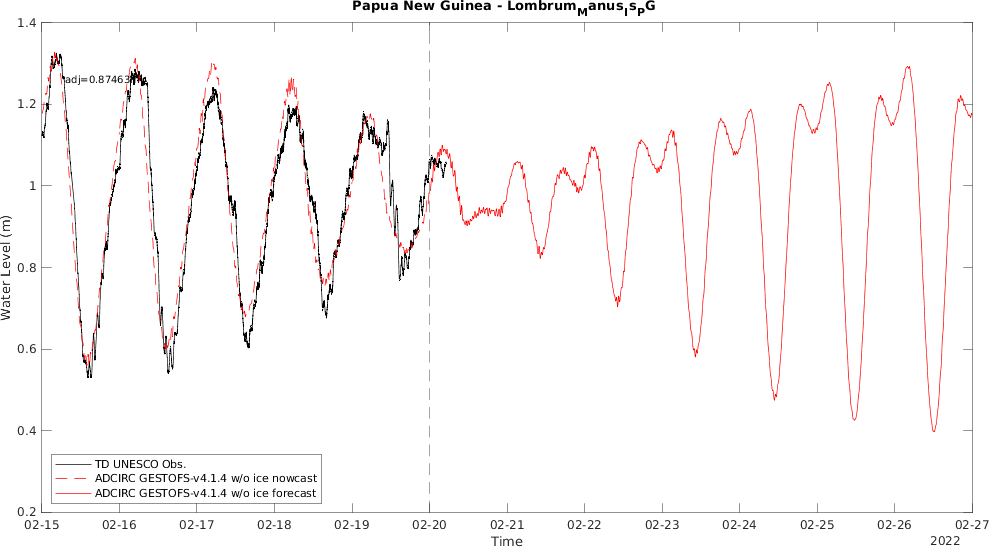 Papua New Guinea - LombrumManusIsPG
1.4
1.2
1
0.8
0.6
0.4
0.2
Water Level (m)
adj=0.8746
TD UNESCO Obs.
ADCIRC GESTOFS-v4.1.4 w/o ice nowcast
ADCIRC GESTOFS-v4.1.4 w/o ice forecast
02-15 02-16 02-17 02-18 02-19 02-20 02-21 02-22 02-23 02-24 02-25 02-26 02-27
Time
2022